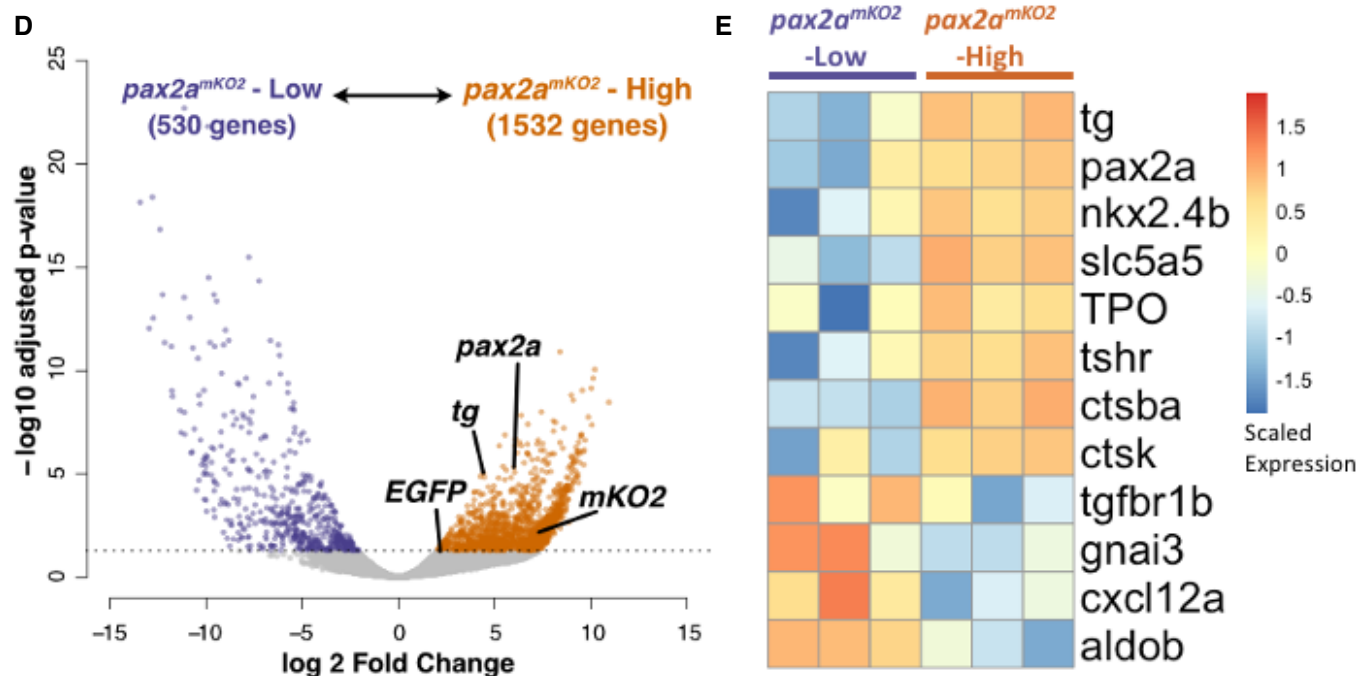 D
25
20
15
10
5
0
−log10 adjusted p−value
pax2a^mKO2 - Low
(530 genes)
pax2a^mKO2 - High
(1532 genes)
pax2a
tg
EGFP
mKO2
−15 −10 −5 0 5 10 15
log 2 Fold Change
E
pax2a^mKO2 pax2a^mKO2
-Low -High
tg
pax2a
nkx2.4b
slc5a5
TPO
tshr
ctsba
ctsk
tgfbr1b
gnai3
cxcl12a
aldob
1.5
1
0.5
0
-0.5
-1
-1.5
Scaled
Expression